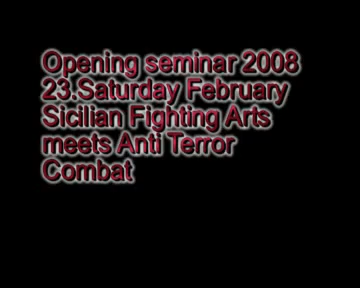 Opening seminar 2008
23.Saturday February
Sicilian Fighting Arts
meets Anti Terror
Combat